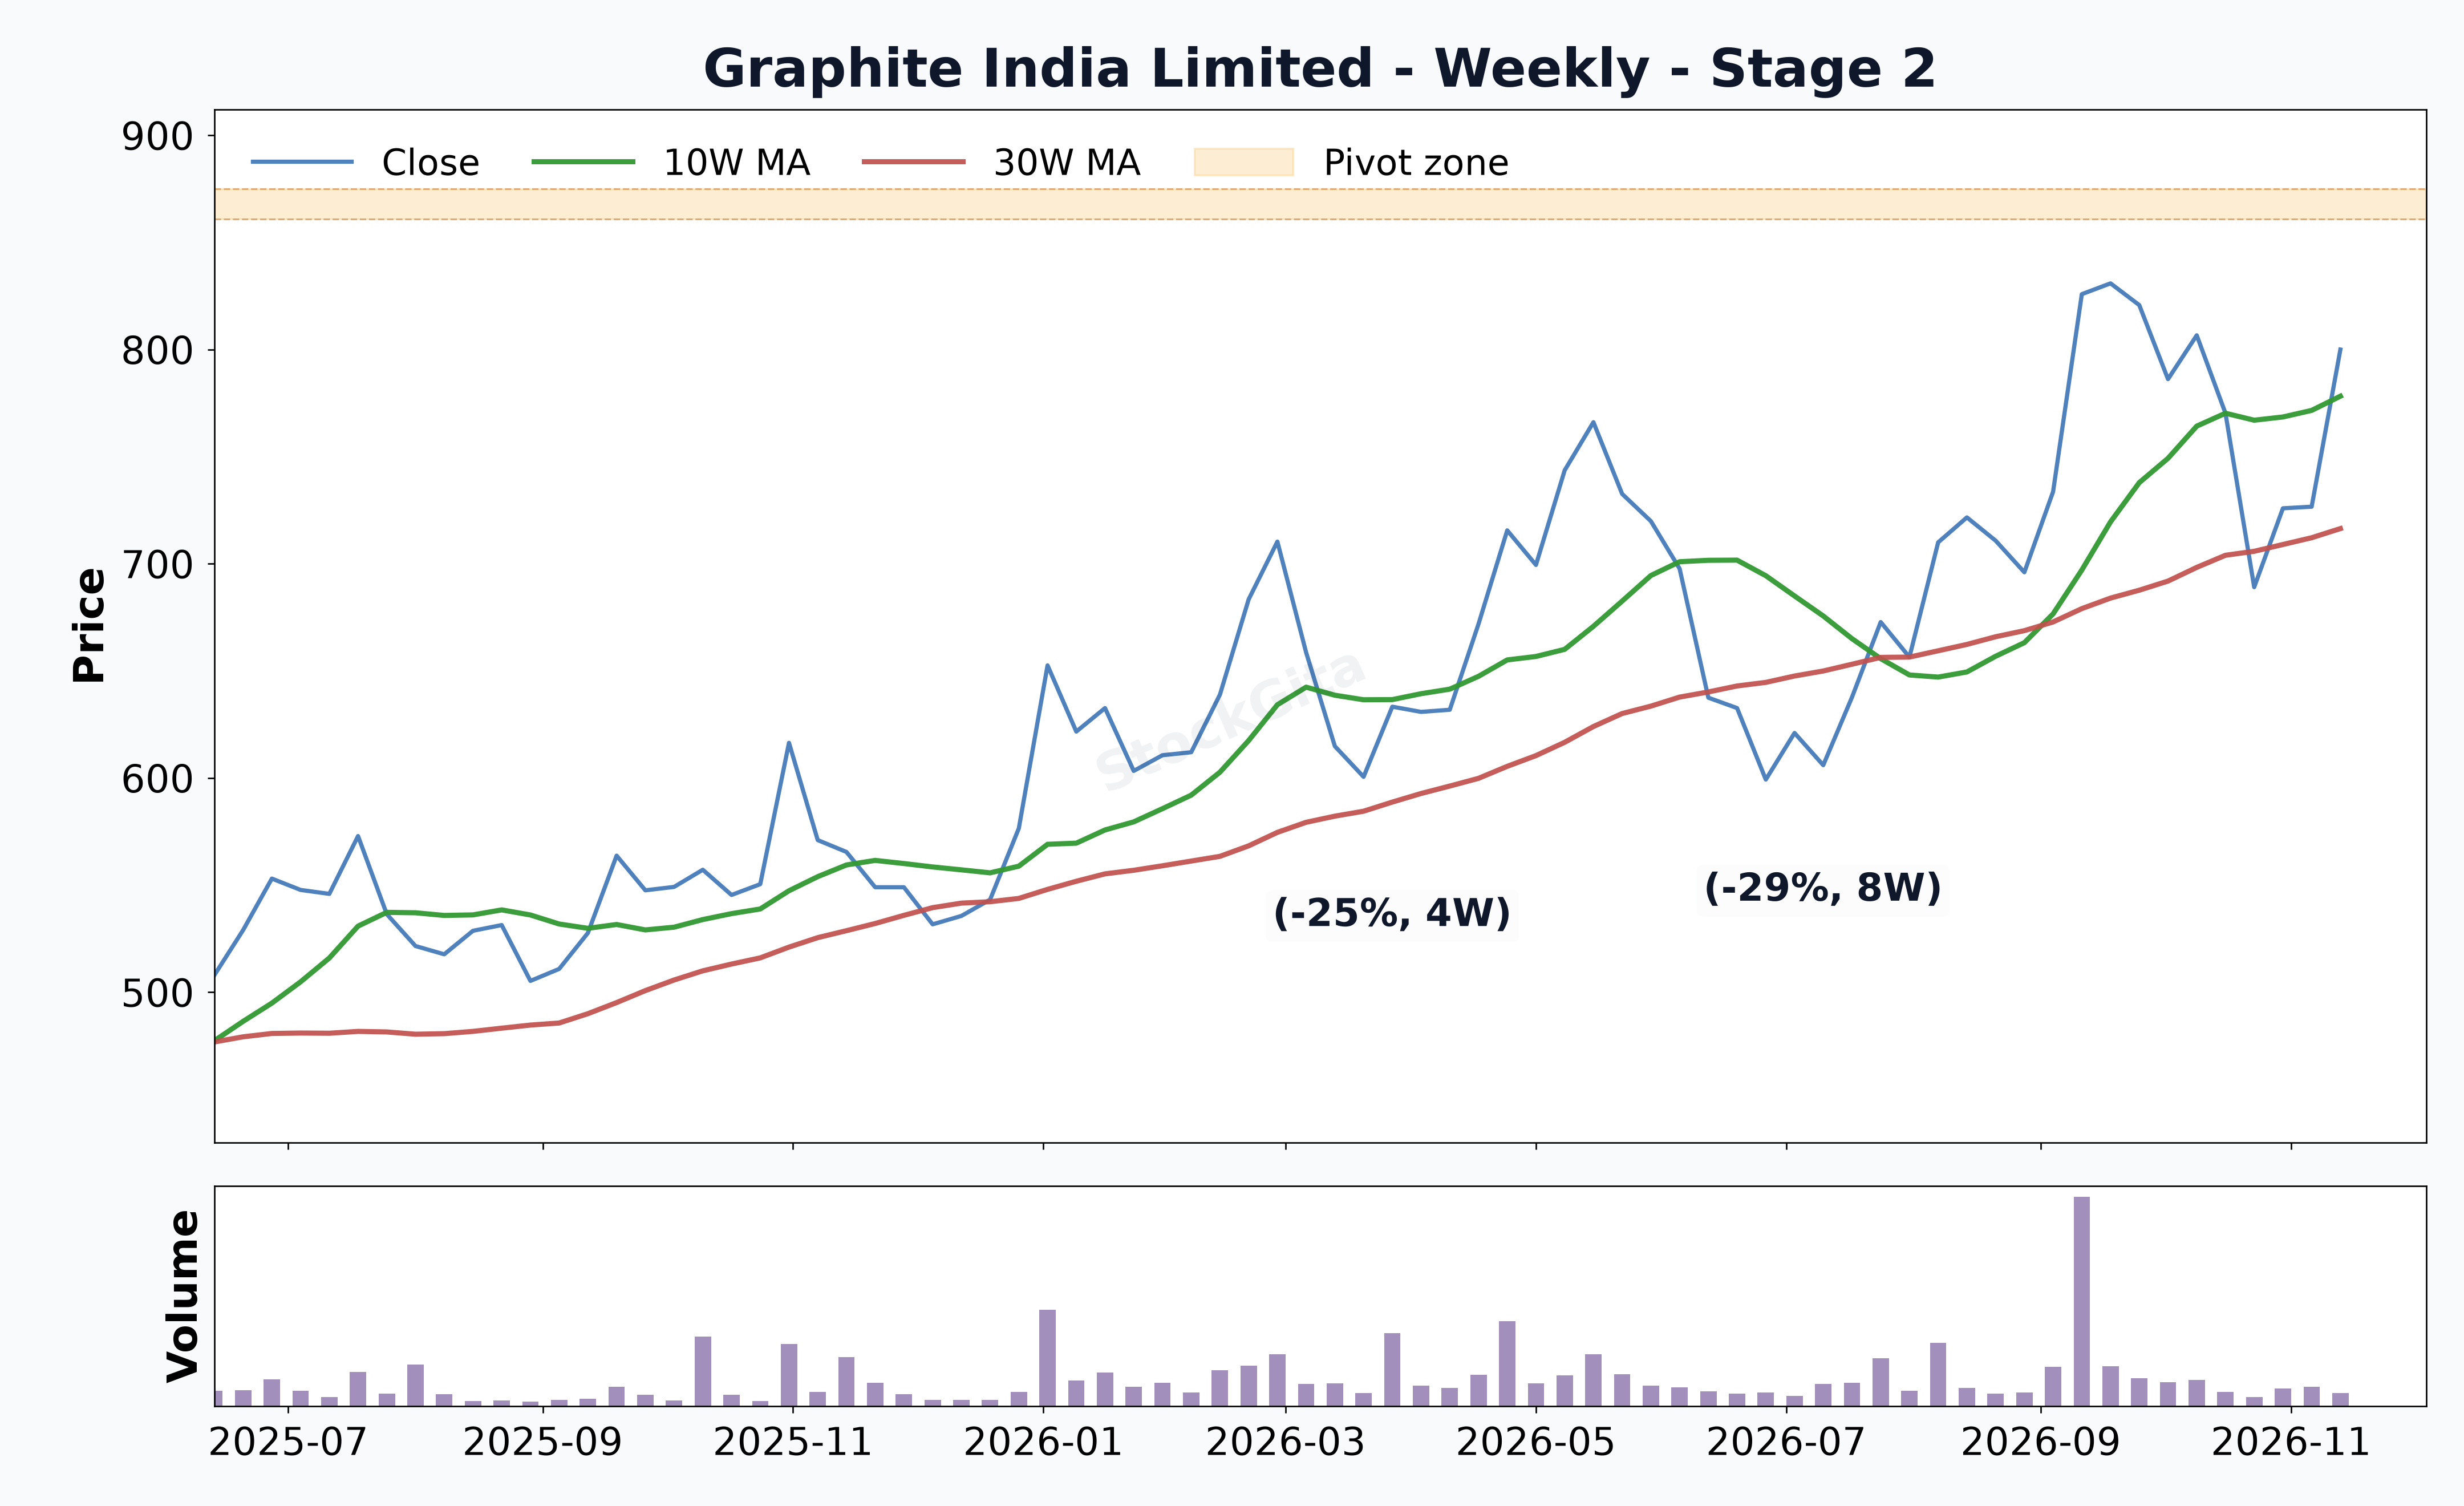 Graphite India Limited - Weekly - Stage 2
Close 10W MA 30W MA Pivot zone
Price
900
800
700
600
500
StockGita
(-25%, 4W)
(-29%, 8W)
Volume
2025-07 2025-09 2025-11 2026-01 2026-03 2026-05 2026-07 2026-09 2026-11